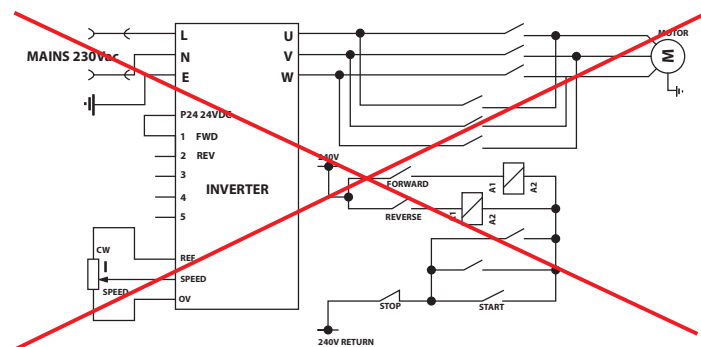 L
U
MOTOR
MAINS 230Vac
N
V
M
E
W
P24 24VDC
1 FWD
2 REV
240V
3
FORWARD
A1
A2
INVERTER
4
REVERSE
A1
A2
5
CW
REF
SPEED
SPEED
OV
STOP
START
240V RETURN